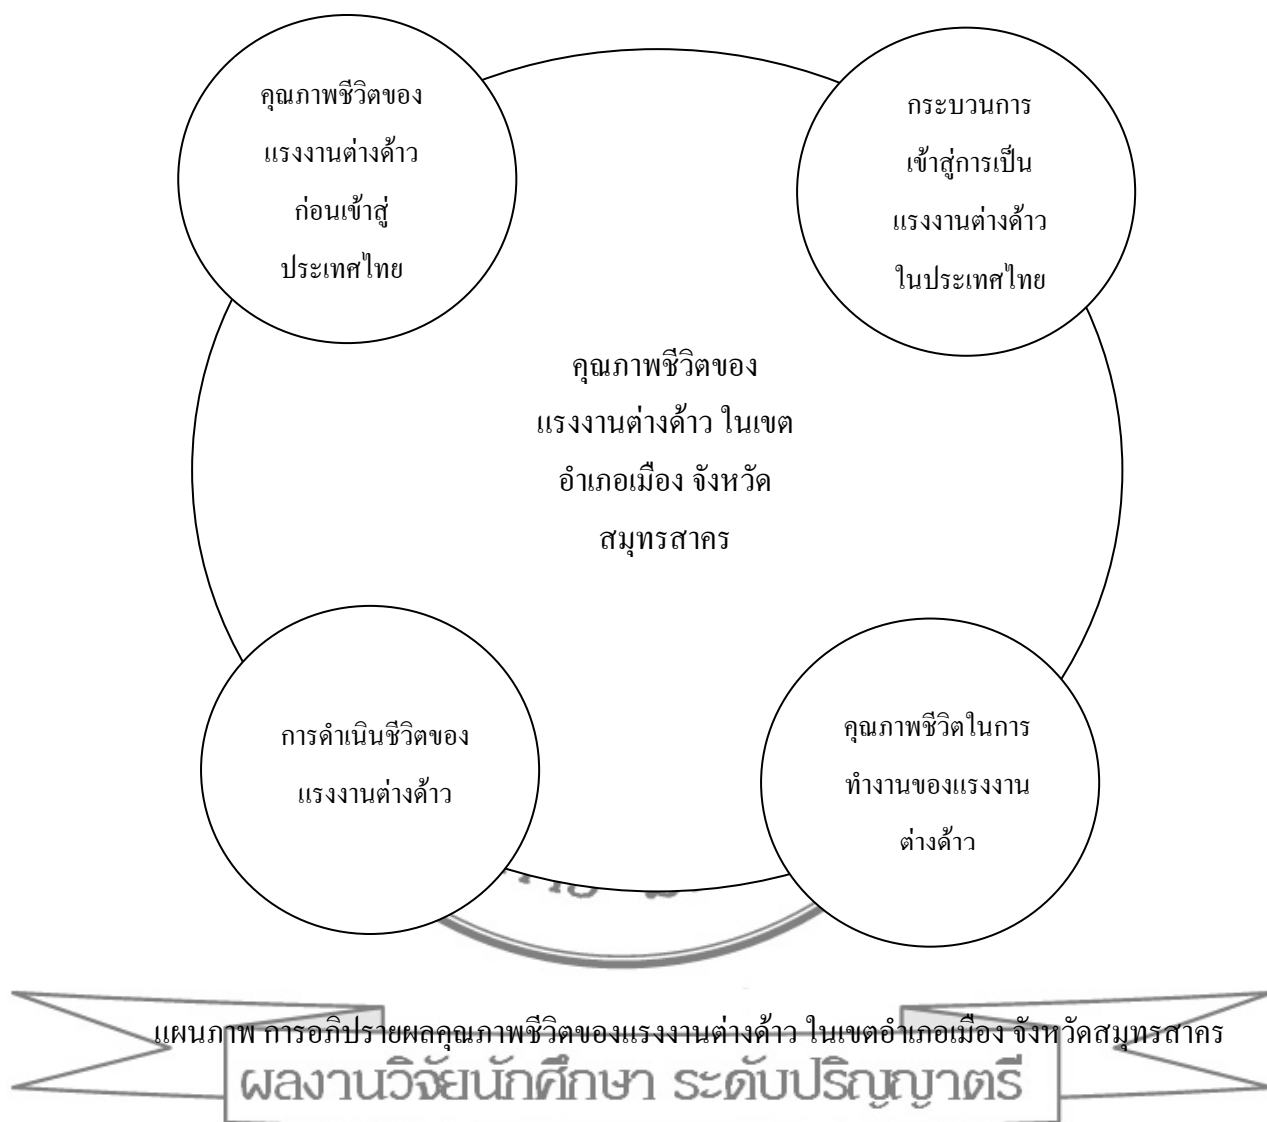 คุณภาพชีวิตของ
แรงงานต่างด้าว
ก่อนเข้าสู่
ประเทศไทย
กระบวนการ
เข้าสู่การเป็น
แรงงานต่างด้าว
ในประเทศไทย
คุณภาพชีวิตของ
แรงงานต่างด้าว ในเขต
อำเภอเมือง จังหวัด
สมุทรสาคร
การดำเนินชีวิตของ
แรงงานต่างด้าว
คุณภาพชีวิตในการ
ทำงานของแรงงาน
ต่างด้าว
แผนภาพ การอภิปรายผลคุณภาพชีวิตของแรงงานต่างด้าว ในเขตอำเภอเมือง จังหวัดสมุทรสาคร
ผลงานวิจัยนักศึกษา ระดับปริญญาตรี